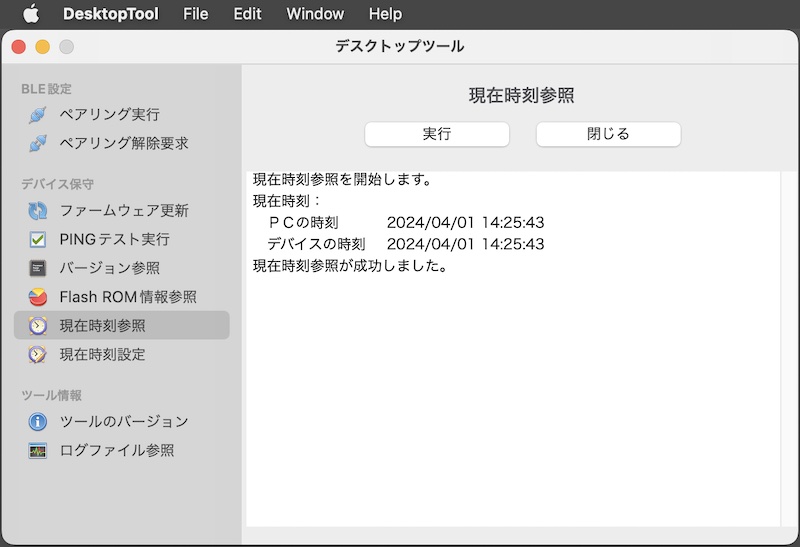 DesktopTool File Edit Window Help
デスクトップツール
BLE設定
ペアリング実行
ペアリング解除要求
デバイス保守
ファームウェア更新
PINGテスト実行
バージョン参照
Flash ROM情報参照
現在時刻参照
現在時刻設定
ツール情報
ツールのバージョン
ログファイル参照
現在時刻参照
実行 閉じる
現在時刻参照を開始します。
現在時刻：
ＰＣの時刻 2024/04/01 14:25:43
デバイスの時刻 2024/04/01 14:25:43
現在時刻参照が成功しました。